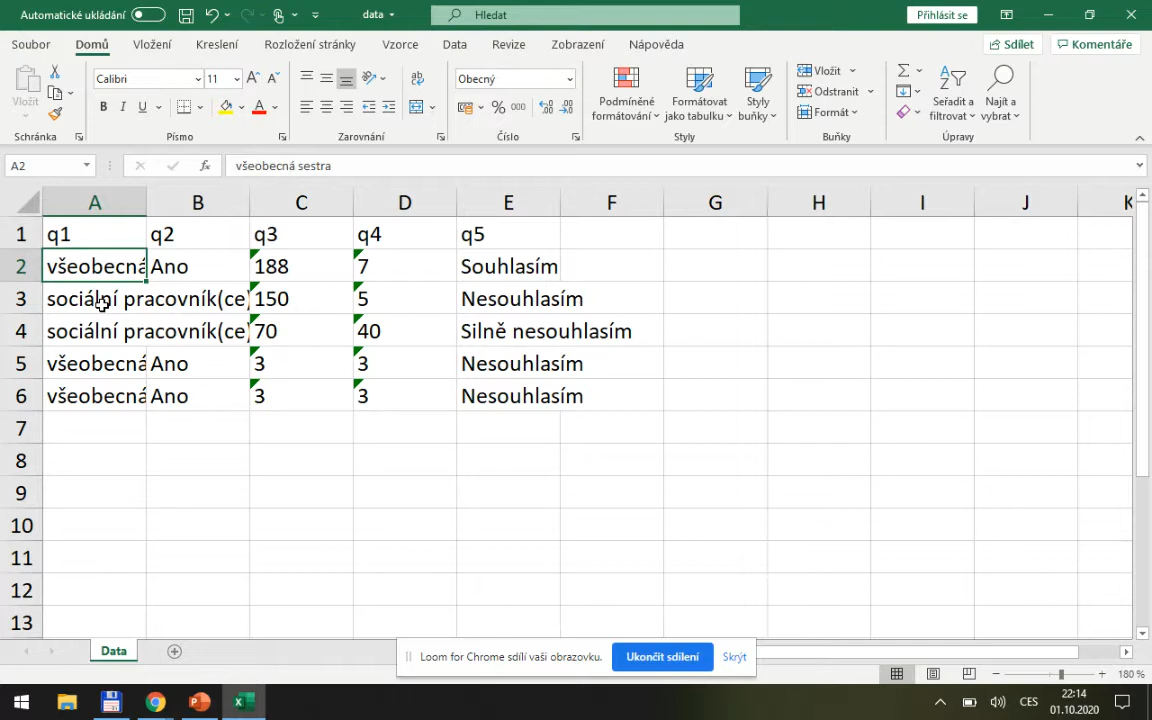 Automatické ukládání
data
Hledat
Přihlásit se
Soubor Domů Vložení Kreslení Rozložení stránky Vzorce Data Revize Zobrazení Nápověda
Sdílet Komentáře
Vložit
Calibri 11
Obecný
Podmíněné formátování
Formátovat jako tabulku
Styly buňky
Vložit
Odstranit
Formát
Seřadit a filtrovat
Najít a vybrat
Schránka Písmo Zarovnání Číslo Styly Buňky Úpravy
A2 fx všeobecná sestra
A B C D E F G H I J K
1 q1 q2 q3 q4 q5
2 všeobecná Ano 188 7 Souhlasím
3 sociální pracovník(ce) 150 5 Nesouhlasím
4 sociální pracovník(ce) 70 40 Silně nesouhlasím
5 všeobecná Ano 3 3 Nesouhlasím
6 všeobecná Ano 3 3 Nesouhlasím
7
8
9
10
11
12
13
Data
Loom for Chrome sdílí vaši obrazovku. Ukončit sdílení Skrýt
180 %
CES
22:14
01.10.2020